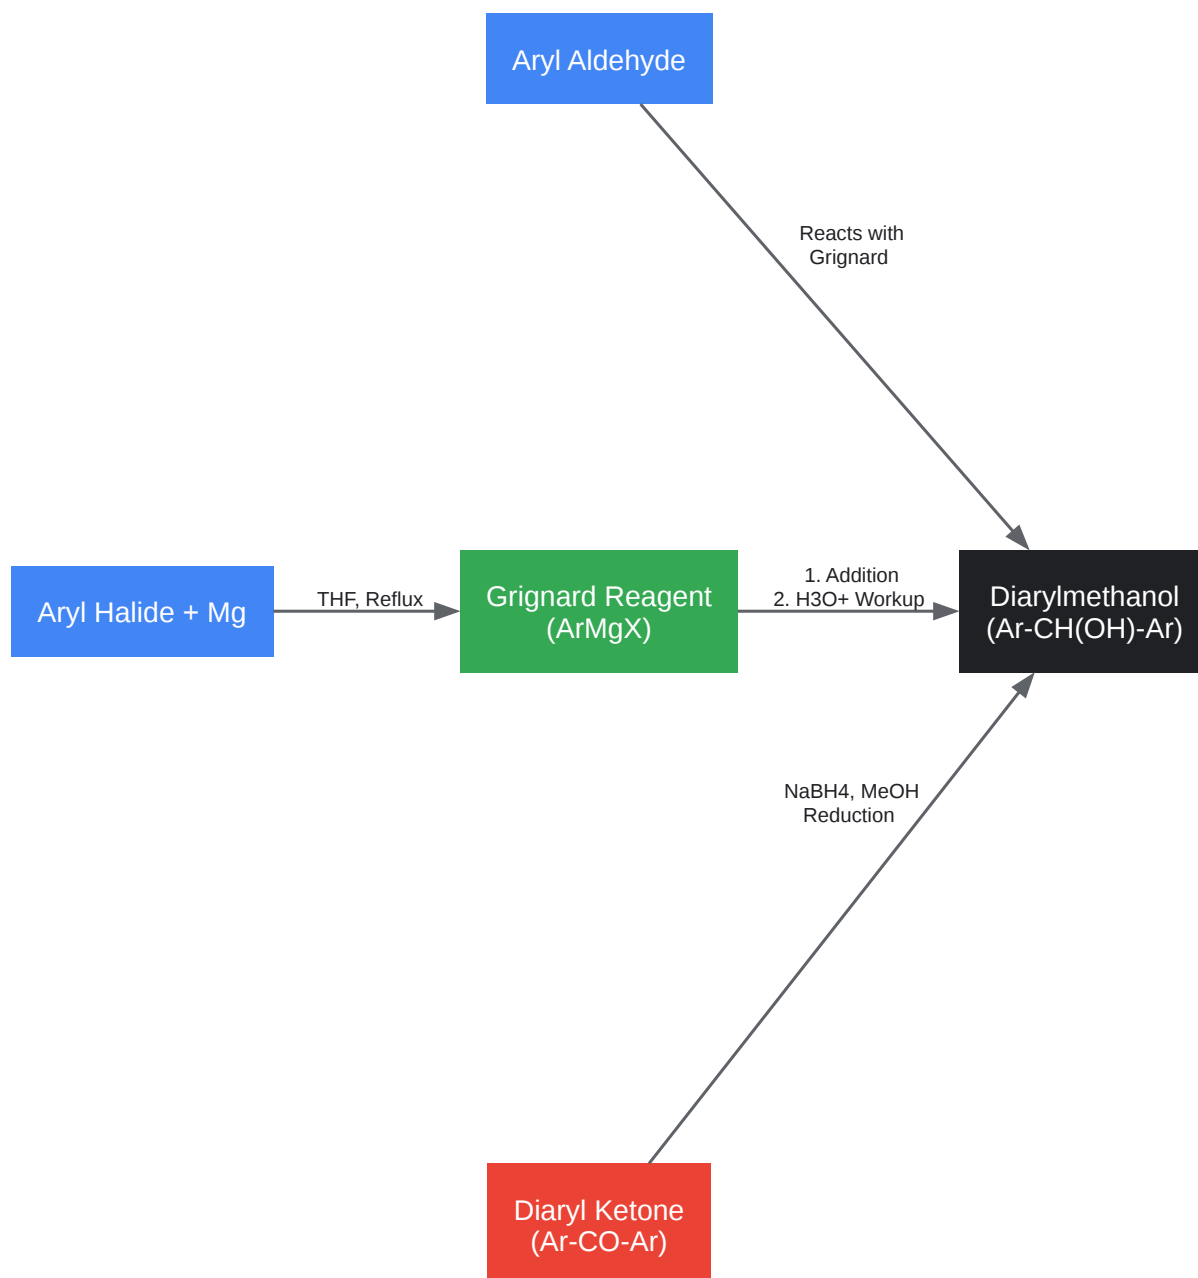 Aryl Aldehyde
Reacts with
Grignard
Aryl Halide + Mg
THF, Reflux
Grignard Reagent
(ArMgX)
1. Addition
2. H3O+ Workup
Diarylmethanol
(Ar-CH(OH)-Ar)
NaBH4, MeOH
Reduction
Diaryl Ketone
(Ar-CO-Ar)